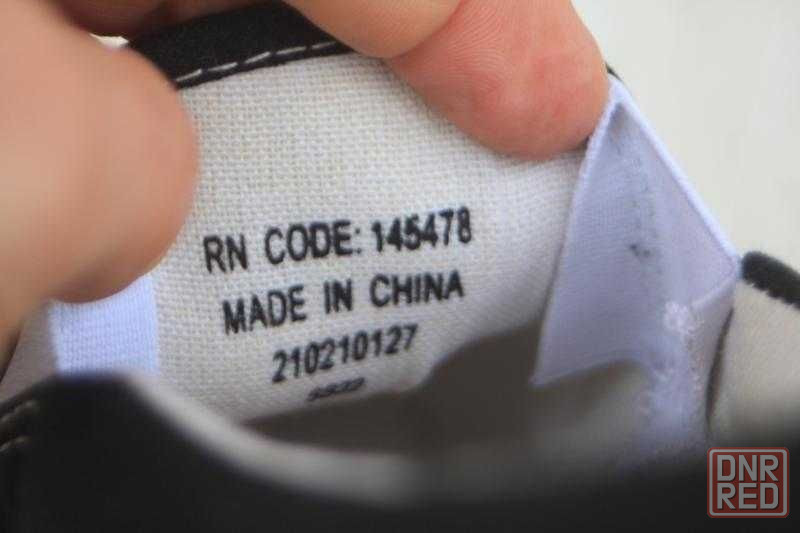 RN CODE: 145478
MADE IN CHINA
210210127
DNR
RED